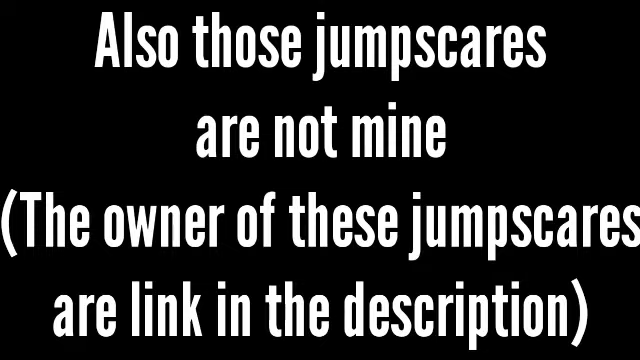 Also those jumpscares
are not mine
(The owner of these jumpscares
are link in the description)